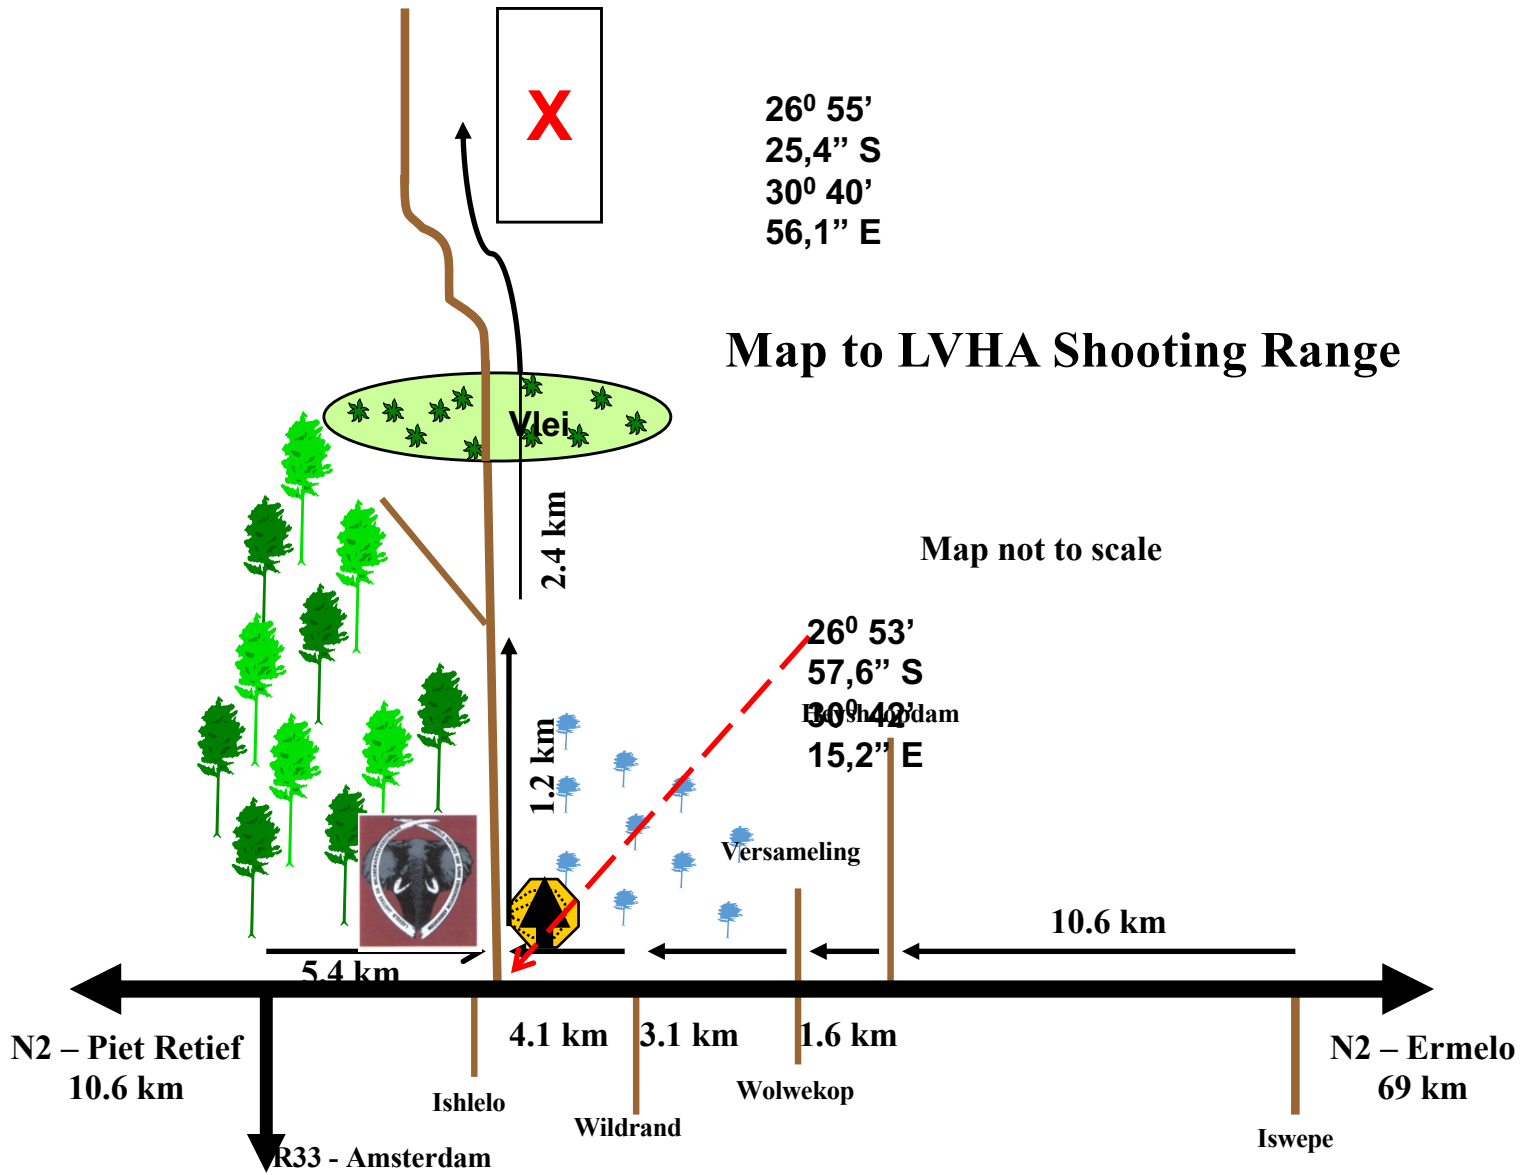 X
26⁰ 55’
25,4” S
30⁰ 40’
56,1” E
Map to LVHA Shooting Range
Vlei
2.4 km
Map not to scale
26⁰ 53’
57,6” S
30⁰ 42’
15,2” E
1.2 km
Versameling
10.6 km
5.4 km
4.1 km
3.1 km
1.6 km
N2 – Piet Retief
10.6 km
N2 – Ermelo
69 km
Ishlelo
Wolwekop
Wildrand
Iswepe
R33 - Amsterdam